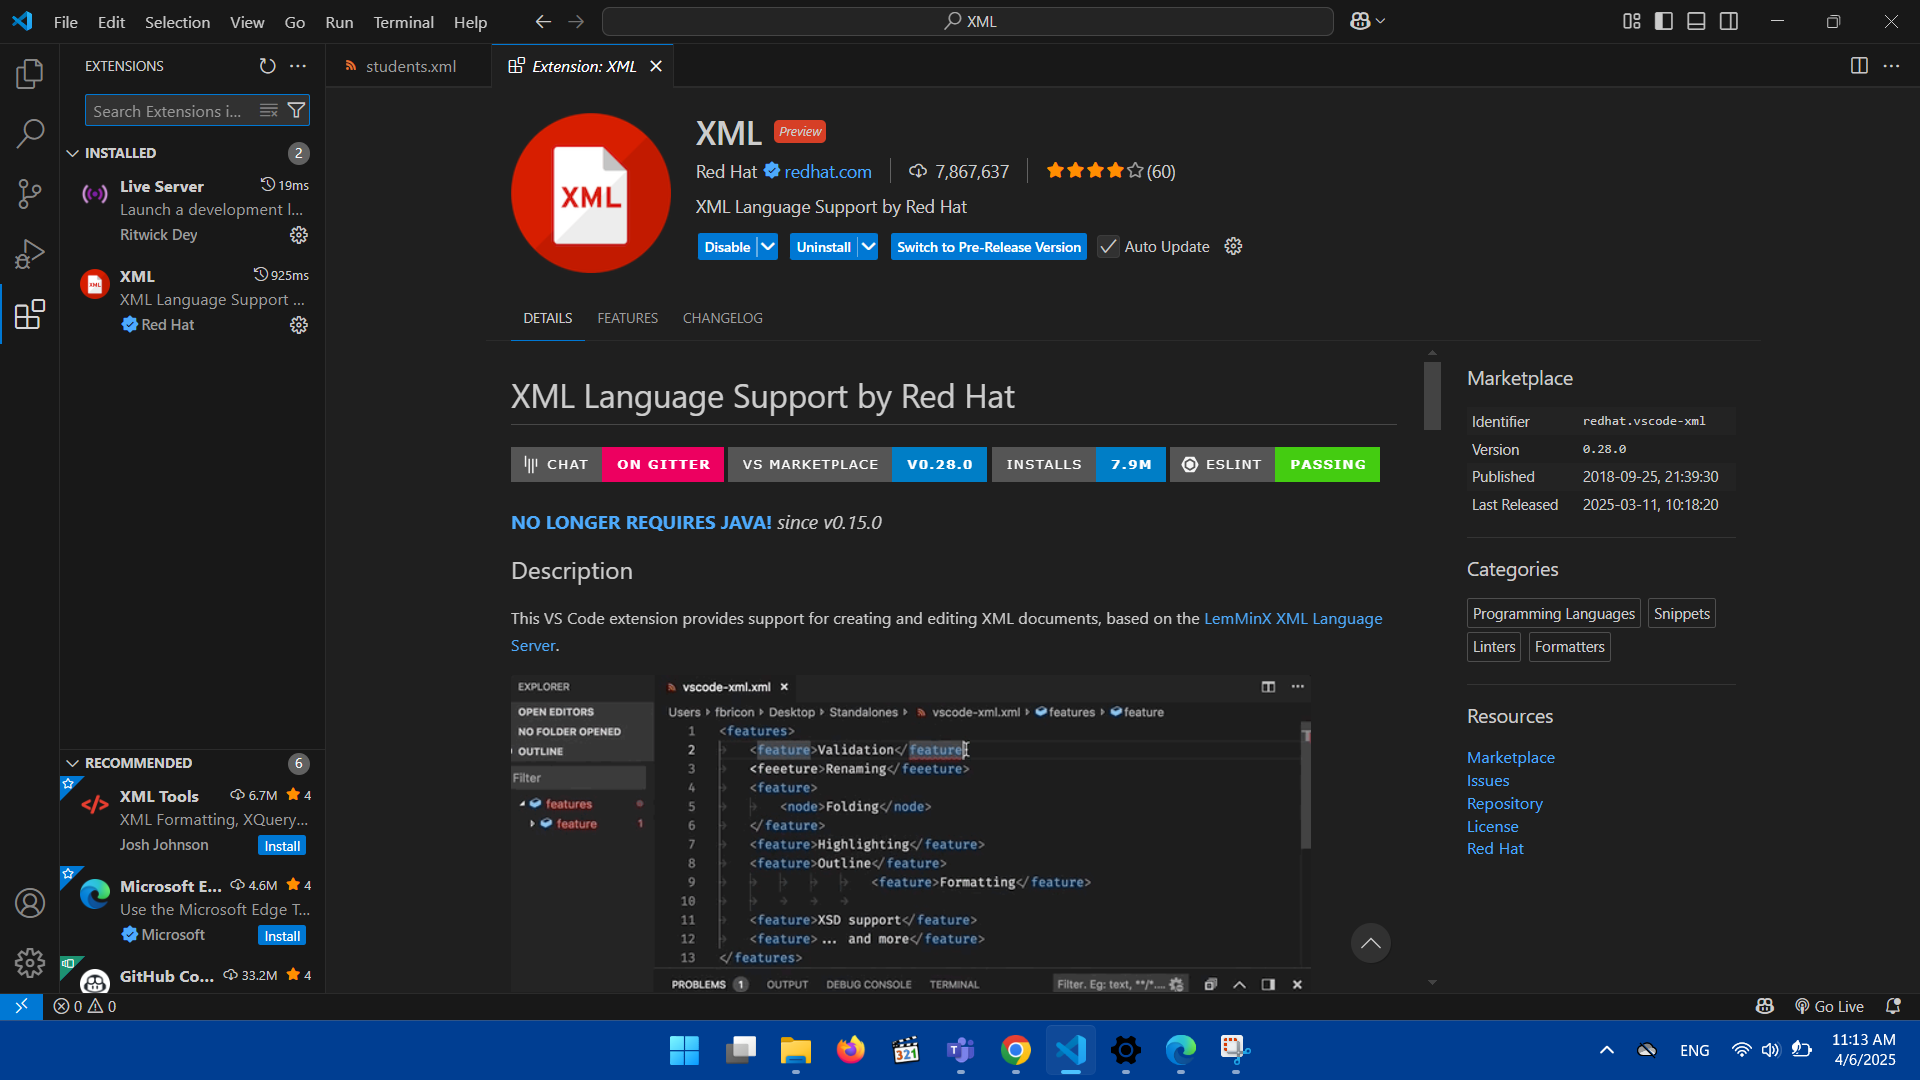 File Edit Selection View Go Run Terminal Help
XML
EXTENSIONS
students.xml
Extension: XML
Search Extensions i...
INSTALLED 2
Live Server 19ms
Launch a development l...
Ritwick Dey
XML 925ms
XML Language Support ...
Red Hat
RECOMMENDED 6
XML Tools 6.7M 4
XML Formatting, XQuery...
Josh Johnson Install
Microsoft E... 4.6M 4
Use the Microsoft Edge T...
Microsoft Install
GitHub Co... 33.2M 4
XML
XML Preview
Red Hat redhat.com 7,867,637 (60)
XML Language Support by Red Hat
Disable Uninstall Switch to Pre-Release Version Auto Update
DETAILS FEATURES CHANGELOG
XML Language Support by Red Hat
CHAT ON GITTER VS MARKETPLACE V0.28.0 INSTALLS 7.9M ESLINT PASSING
NO LONGER REQUIRES JAVA! since v0.15.0
Description
This VS Code extension provides support for creating and editing XML documents, based on the LemMinX XML Language
Server.
EXPLORER
OPEN EDITORS
NO FOLDER OPENED
OUTLINE
Filter
features
feature 1
vscode-xml.xml
Users Fbricon Desktop Standalones vscode-xml.xml features feature
1 <features>
2 <feature>Validation</feature
3 <feeeture>Renaming</feeeture>
4 <feature>
5 <node>Folding</node>
6 </feature>
7 <feature>Highlighting</feature>
8 <feature>Outline</feature>
9 <feature>Formatting</feature>
10
11 <feature>XSD support</feature>
12 <feature>... and more</feature>
13 </features>
PROBLEMS 1 OUTPUT DEBUG CONSOLE TERMINAL Filter. Eg: text, **/*....
Marketplace
Identifier redhat.vscode-xml
Version 0.28.0
Published 2018-09-25, 21:39:30
Last Released 2025-03-11, 10:18:20
Categories
Programming Languages Snippets
Linters Formatters
Resources
Marketplace
Issues
Repository
License
Red Hat
0 0
Go Live
321
ENG
11:13 AM
4/6/2025